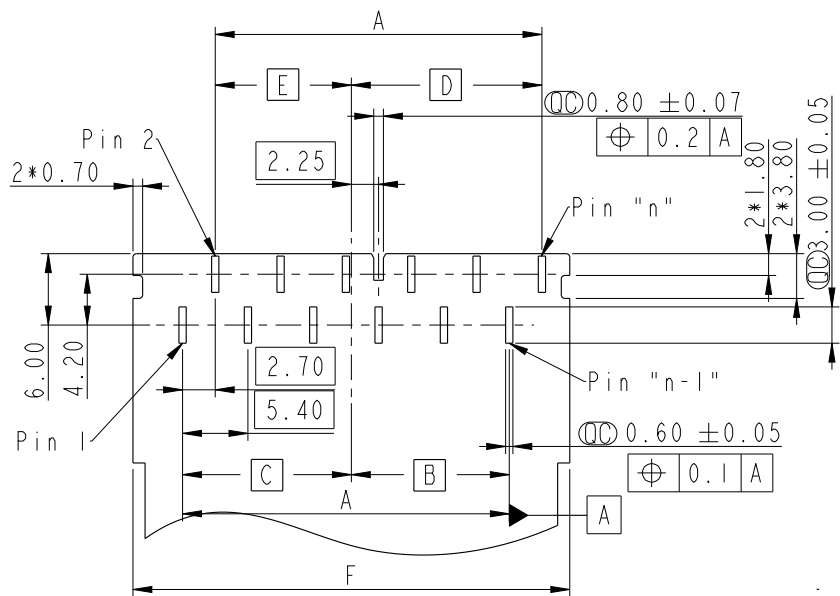 A
E
D
QC 0.80 ±0.07
⌖ 0.2 A
Pin 2
2.25
2*0.70
Pin "n"
2*1.80
2*3.80
QC 3.00 ±0.05
6.00
4.20
2.70
5.40
Pin "n-1"
Pin 1
QC 0.60 ±0.05
⌖ 0.1 A
C
B
A
A
F